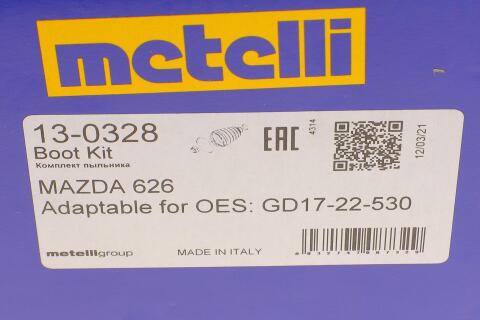 metelli
13-0328
Boot Kit
Комплект пыльника
EAC
4314
12/03/21
MAZDA 626
Adaptable for OES: GD17-22-530
metelligroup
MADE IN ITALY